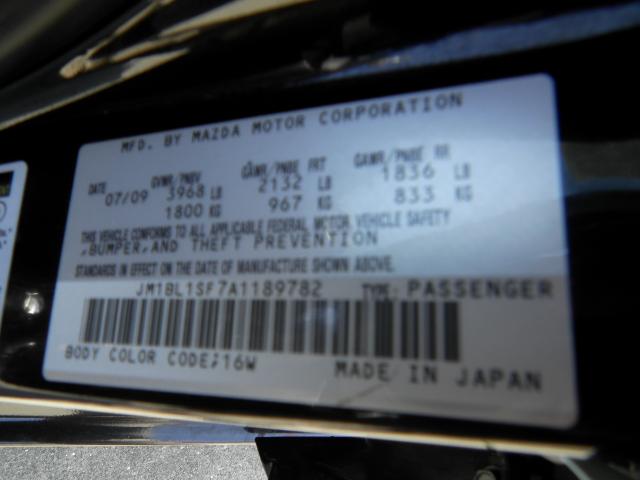 MFD. BY MAZDA MOTOR CORPORATION
DATE GVWR/PNBV GAWR/PNBE FRT GAWR/PNBE RR
07/09 3968 LB 2132 LB 1836 LB
1800 KG 967 KG 833 KG
THIS VEHICLE CONFORMS TO ALL APPLICABLE FEDERAL MOTOR VEHICLE SAFETY
,BUMPER,AND THEFT PREVENTION
STANDARDS IN EFFECT ON THE DATE OF MANUFACTURE SHOWN ABOVE.
JM1BL1SF7A1189782 TYPE: PASSENGER
BODY COLOR CODE;16W
MADE IN JAPAN